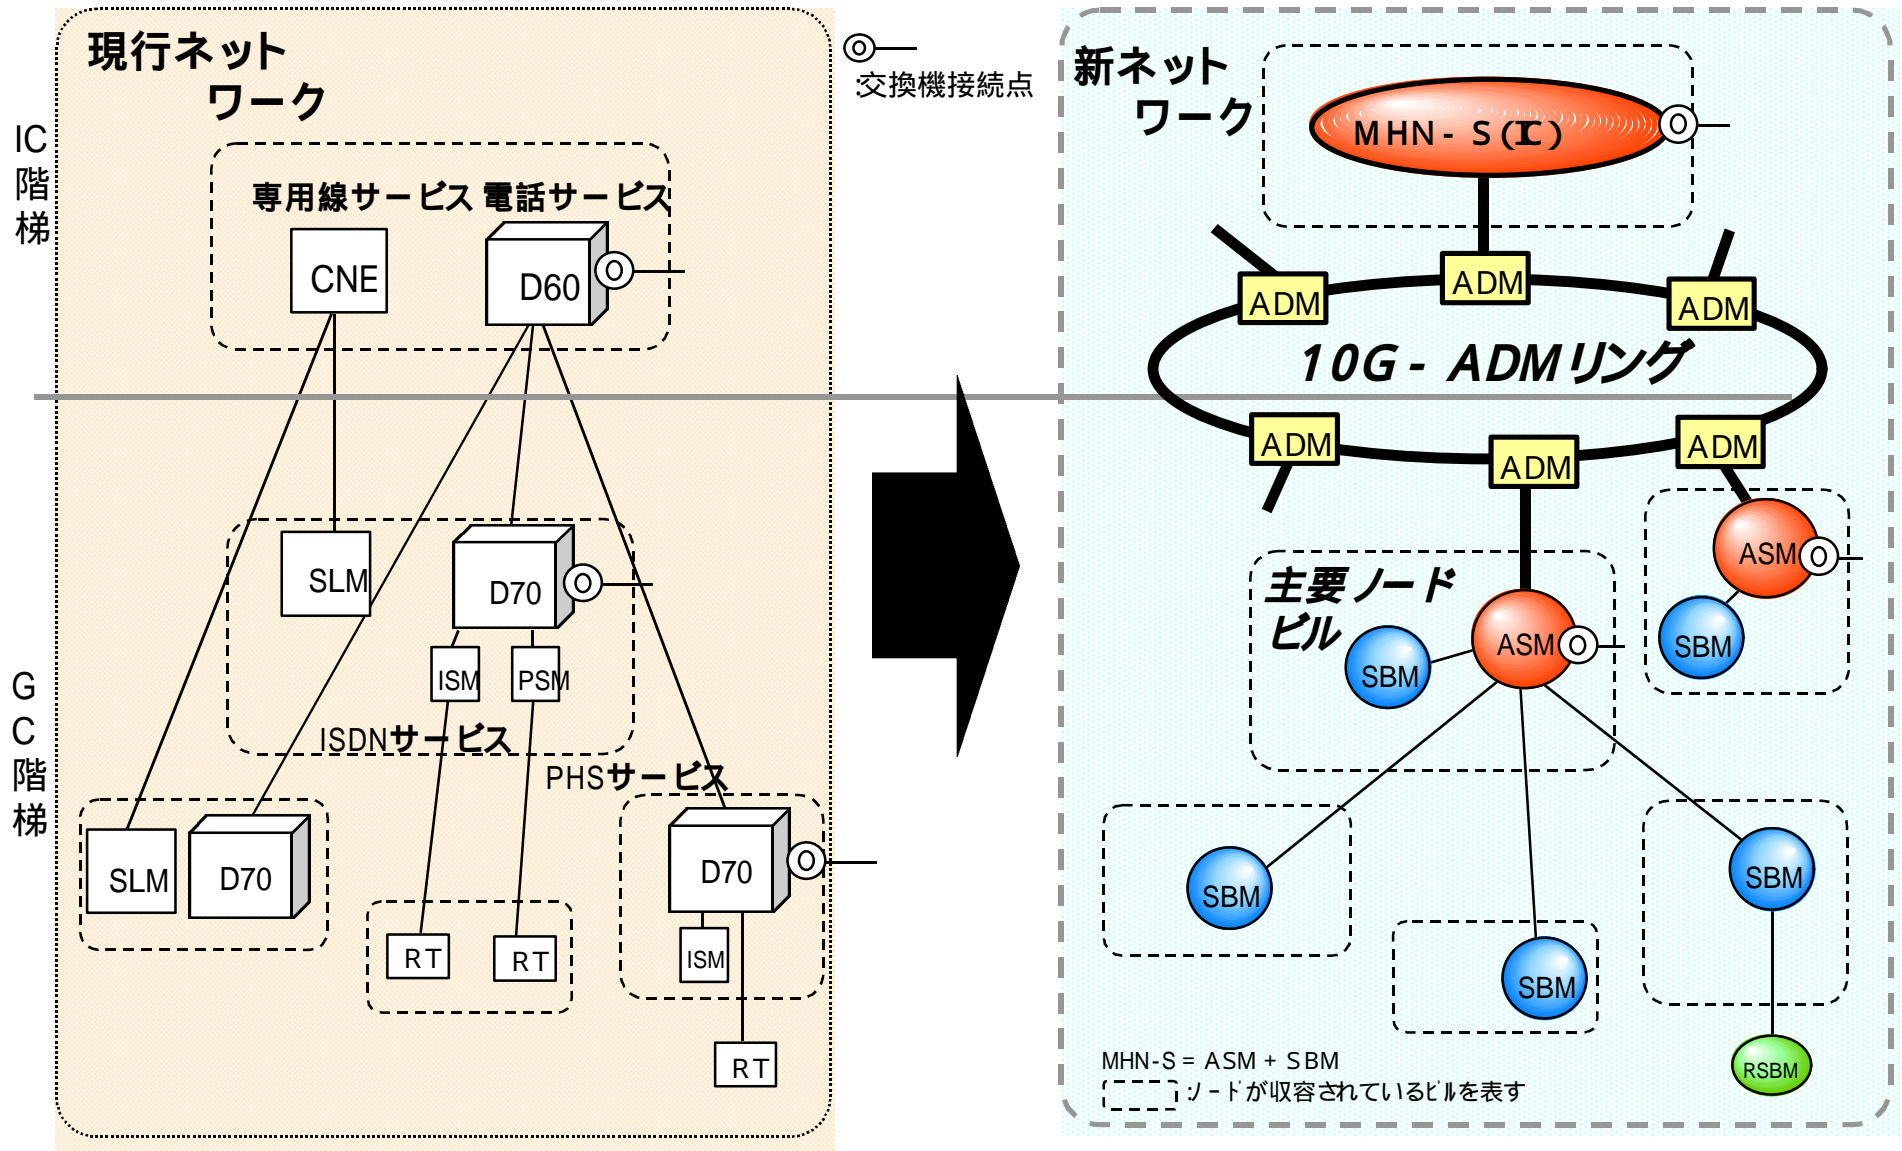 現行ネット
ワーク
:交換機接続点
IC
階
梯
専用線サービス 電話サービス
CNE
D60
SLM
D70
ISM
PSM
ISDNサービス
PHSサービス
G
C
階
梯
SLM
D70
RT
RT
D70
ISM
RT
新ネット
ワーク
MHN- S(IC)
ADM
ADM
ADM
10G- ADMリング
ADM
ADM
ADM
主要ノード
ビル
SBM
ASM
ASM
SBM
SBM
SBM
SBM
RSBM
MHN-S = ASM + SBM
:ノードが収容されているビルを表す